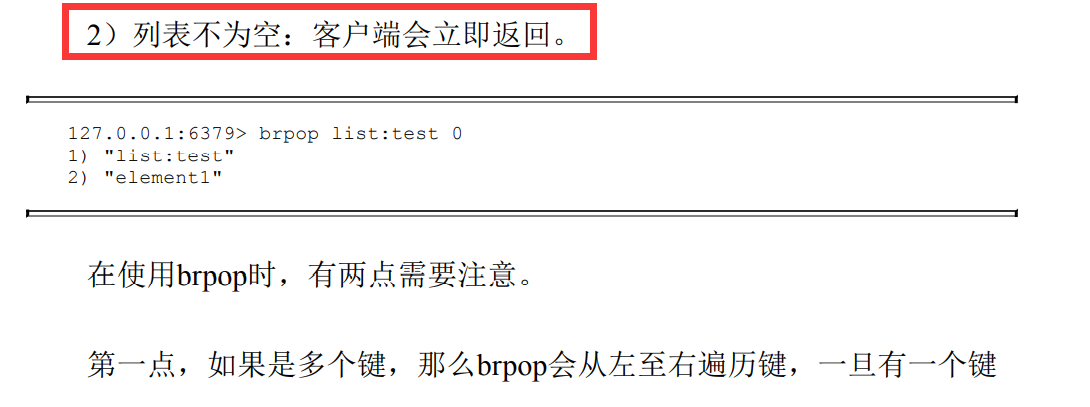 2）列表不为空：客户端会立即返回。
127.0.0.1:6379> brpop list:test 0
1) "list:test"
2) "element1"
在使用brpop时，有两点需要注意。
第一点，如果是多个键，那么brpop会从左至右遍历键，一旦有一个键